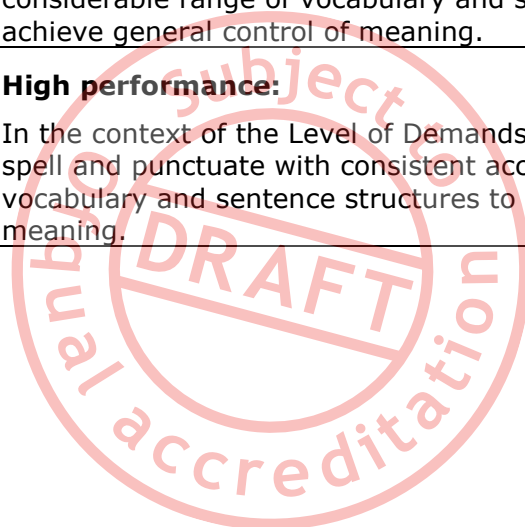 considerable range of vocabulary and s
achieve general control of meaning.
High performance:
In the context of the Level of Demands
spell and punctuate with consistent acc
vocabulary and sentence structures to
meaning.
Subject to
DRAFT
ual accreditation